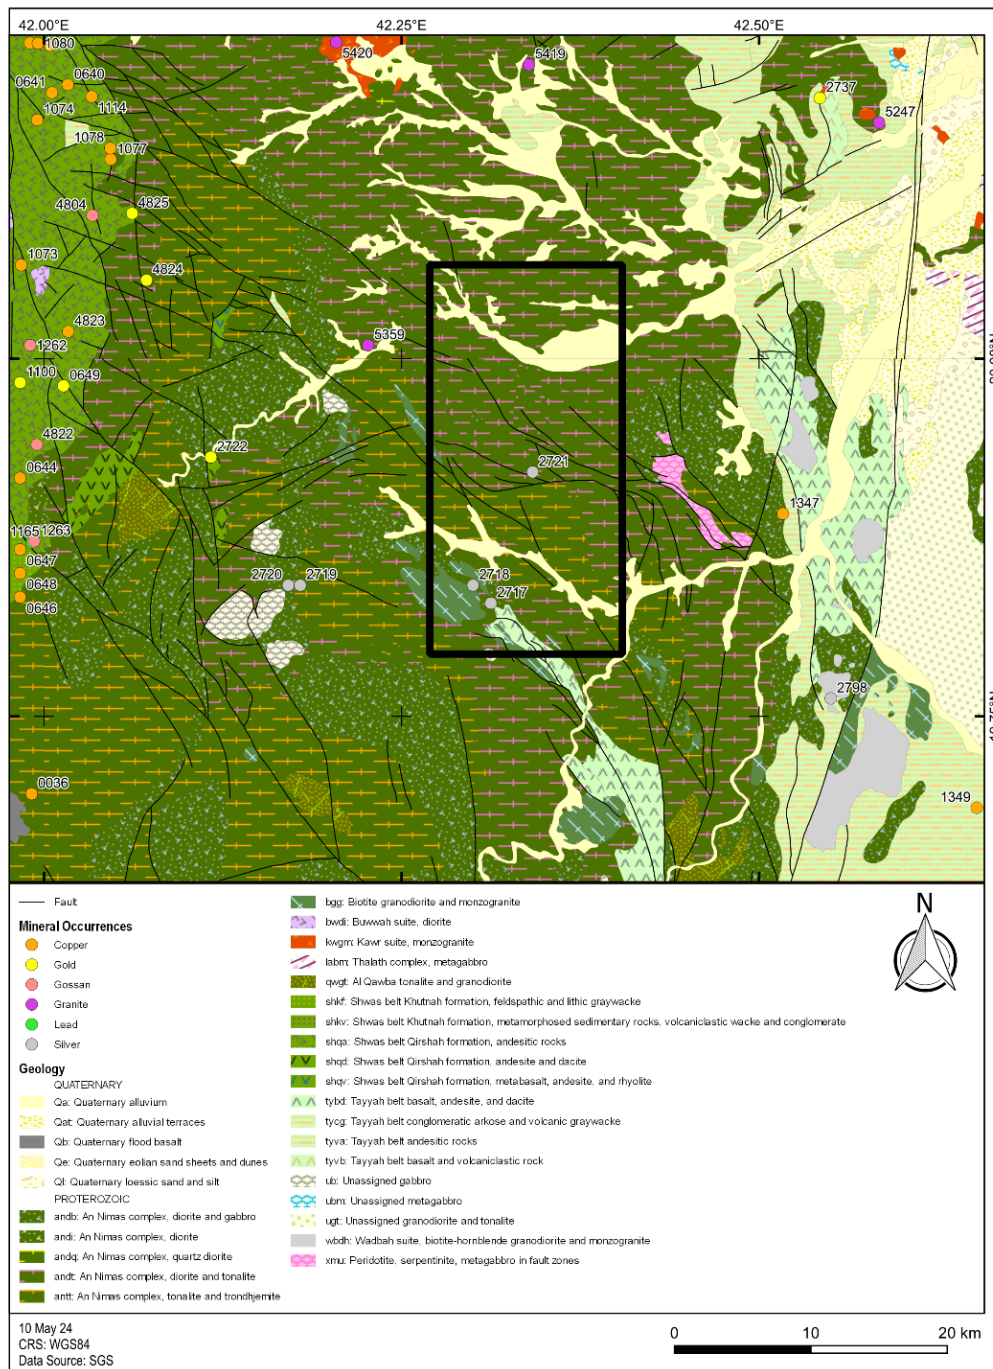 42.00°E 42.25°E 42.50°E
1080
5420
5419
0641
0640
2737
1074
1114
5247
1078
1077
4804
4825
1073
4824
4823
1262
5359
1100
0649
4822
2722
0644
2721
1347
1165
1263
0647
0648
2720
2719
2718
2717
0646
2798
0036
1349
Fault
Mineral Occurrences
Copper
Gold
Gossan
Granite
Lead
Silver
Geology
QUATERNARY
Qa: Quaternary alluvium
Qat: Quaternary alluvial terraces
Qb: Quaternary flood basalt
Qe: Quaternary eolian sand sheets and dunes
Ql: Quaternary loessic sand and silt
PROTEROZOIC
andb: An Nimas complex, diorite and gabbro
andi: An Nimas complex, diorite
andq: An Nimas complex, quartz diorite
andt: An Nimas complex, diorite and tonalite
antt: An Nimas complex, tonalite and trondhjemite
bgg: Biotite granodiorite and monzogranite
bwdi: Buwwah suite, diorite
kwgm: Kawr suite, monzogranite
labm: Thalath complex, metagabbro
qwgt: Al Qawba tonalite and granodiorite
shkf: Shwas belt Khutnah formation, feldspathic and lithic graywacke
shkv: Shwas belt Khutnah formation, metamorphosed sedimentary rocks, volcaniclastic wacke and conglomerate
shqa: Shwas belt Qirshah formation, andesitic rocks
shqd: Shwas belt Qirshah formation, andesite and dacite
shqv: Shwas belt Qirshah formation, metabasalt, andesite, and rhyolite
tybd: Tayyah belt basalt, andesite, and dacite
tycg: Tayyah belt conglomeratic arkose and volcanic graywacke
tyva: Tayyah belt andesitic rocks
tyvb: Tayyah belt basalt and volcaniclastic rock
ub: Unassigned gabbro
ubm: Unassigned metagabbro
ugt: Unassigned granodiorite and tonalite
wbdh: Wadbah suite, biotite-hornblende granodiorite and monzogranite
xmu: Peridotite, serpentinite, metagabbro in fault zones
N
10 May 24
CRS: WGS84
Data Source: SGS
0 10 20 km